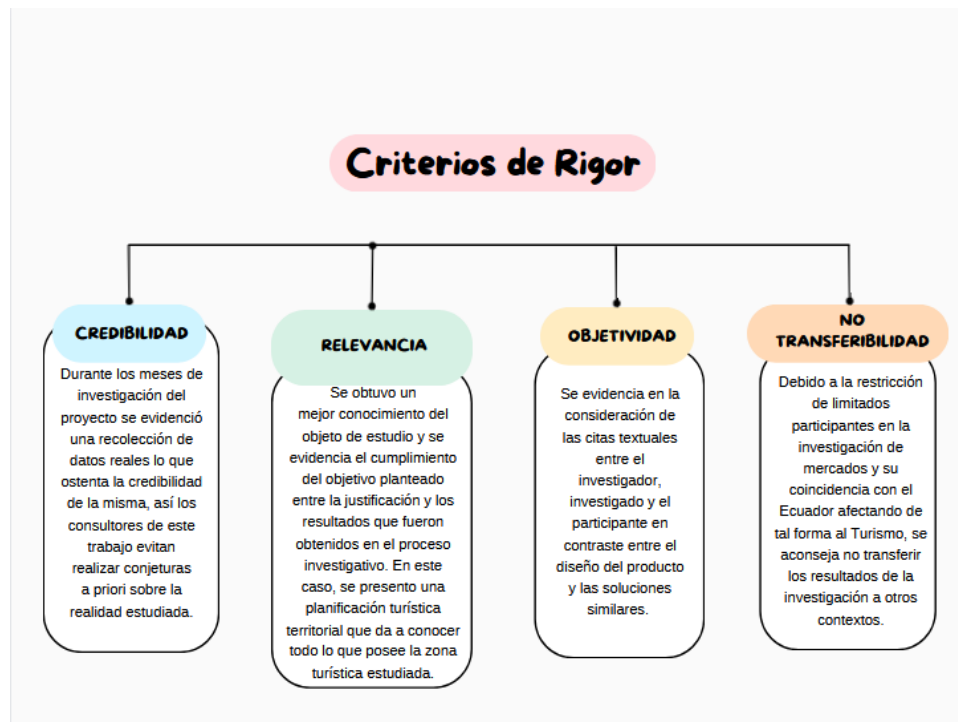 Criterios de Rigor
CREDIBILIDAD
Durante los meses de
investigación del
proyecto se evidenció
una recolección de
datos reales lo que
ostenta la credibilidad
de la misma, así los
consultores de este
trabajo evitan
realizar conjeturas
a priori sobre la
realidad estudiada.
RELEVANCIA
Se obtuvo un
mejor conocimiento del
objeto de estudio y se
evidencia el cumplimiento
del objetivo planteado
entre la justificación y los
resultados que fueron
obtenidos en el proceso
investigativo. En este
caso, se presento una
planificación turística
territorial que da a conocer
todo lo que posee la zona
turística estudiada.
OBJETIVIDAD
Se evidencia en la
consideración de
las citas textuales
entre el
investigador,
investigado y el
participante en
contraste entre el
diseño del producto
y las soluciones
similares.
NO
TRANSFERIBILIDAD
Debido a la restricción
de limitados
participantes en la
investigación de
mercados y su
coincidencia con el
Ecuador afectando de
tal forma al Turismo, se
aconseja no transferir
los resultados de la
investigación a otros
contextos.